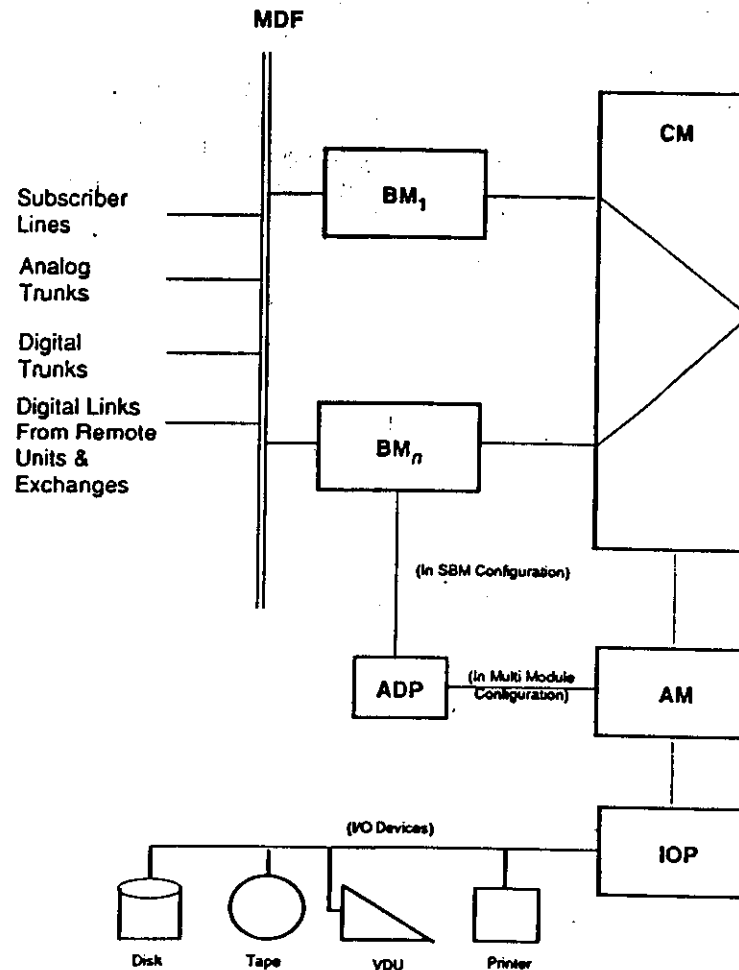 MDF
CM
BM1
Subscriber
Lines
Analog
Trunks
Digital
Trunks
Digital Links
From Remote
Units &
Exchanges
BMn
(In SBM Configuration)
ADP
(In Multi Module
Configuration)
AM
(I/O Devices)
IOP
Disk
Tape
VDU
Printer